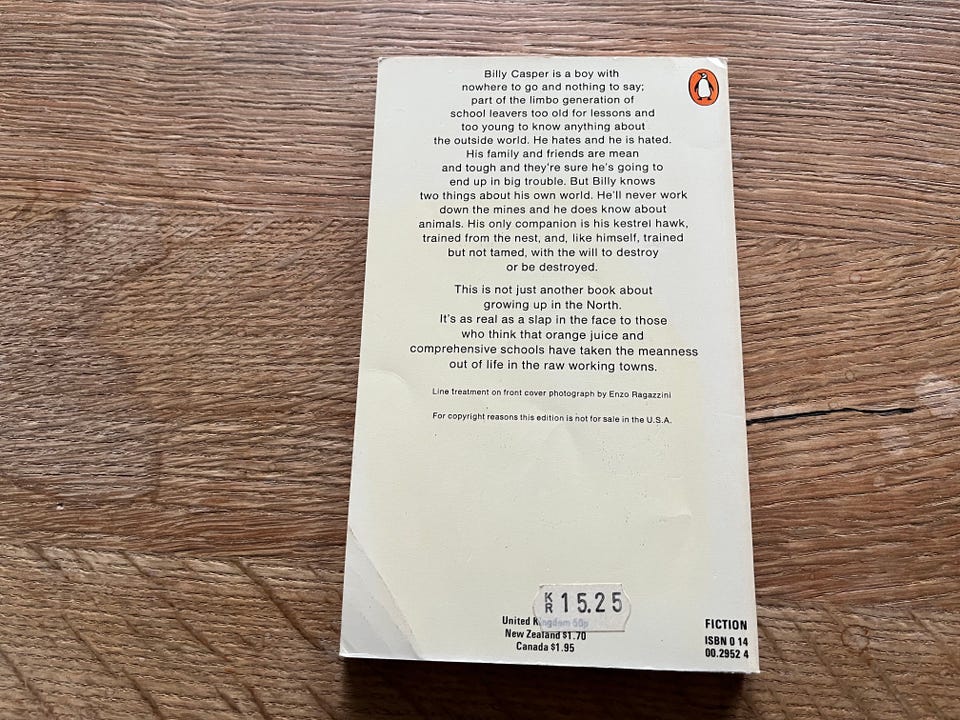 Billy Casper is a boy with
nowhere to go and nothing to say;
part of the limbo generation of
school leavers too old for lessons and
too young to know anything about
the outside world. He hates and he is hated.
His family and friends are mean
and tough and they're sure he's going to
end up in big trouble. But Billy knows
two things about his own world. He'll never work
down the mines and he does know about
animals. His only companion is his kestrel hawk,
trained from the nest, and, like himself, trained
but not tamed, with the will to destroy
or be destroyed.
This is not just another book about
growing up in the North.
It's as real as a slap in the face to those
who think that orange juice and
comprehensive schools have taken the meanness
out of life in the raw working towns.
Line treatment on front cover photograph by Enzo Ragazzini
For copyright reasons this edition is not for sale in the U.S.A.
KR 15.25
United Kingdom 50p
New Zealand $1.70
Canada $1.95
FICTION
ISBN 0 14
00.2952 4